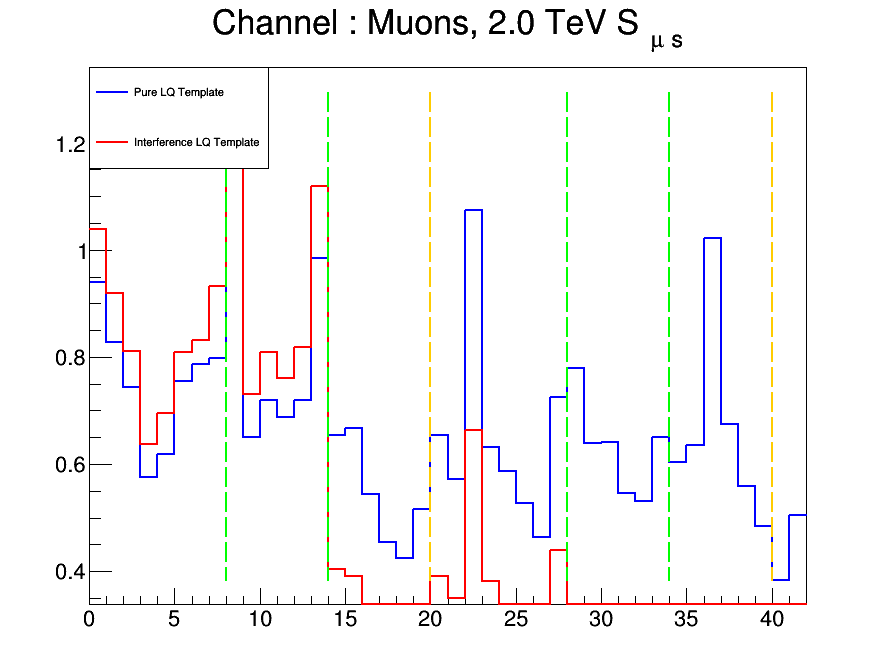 Channel : Muons, 2.0 TeV S μ s
Pure LQ Template
Interference LQ Template
1.2
1
0.8
0.6
0.4
0 5 10 15 20 25 30 35 40